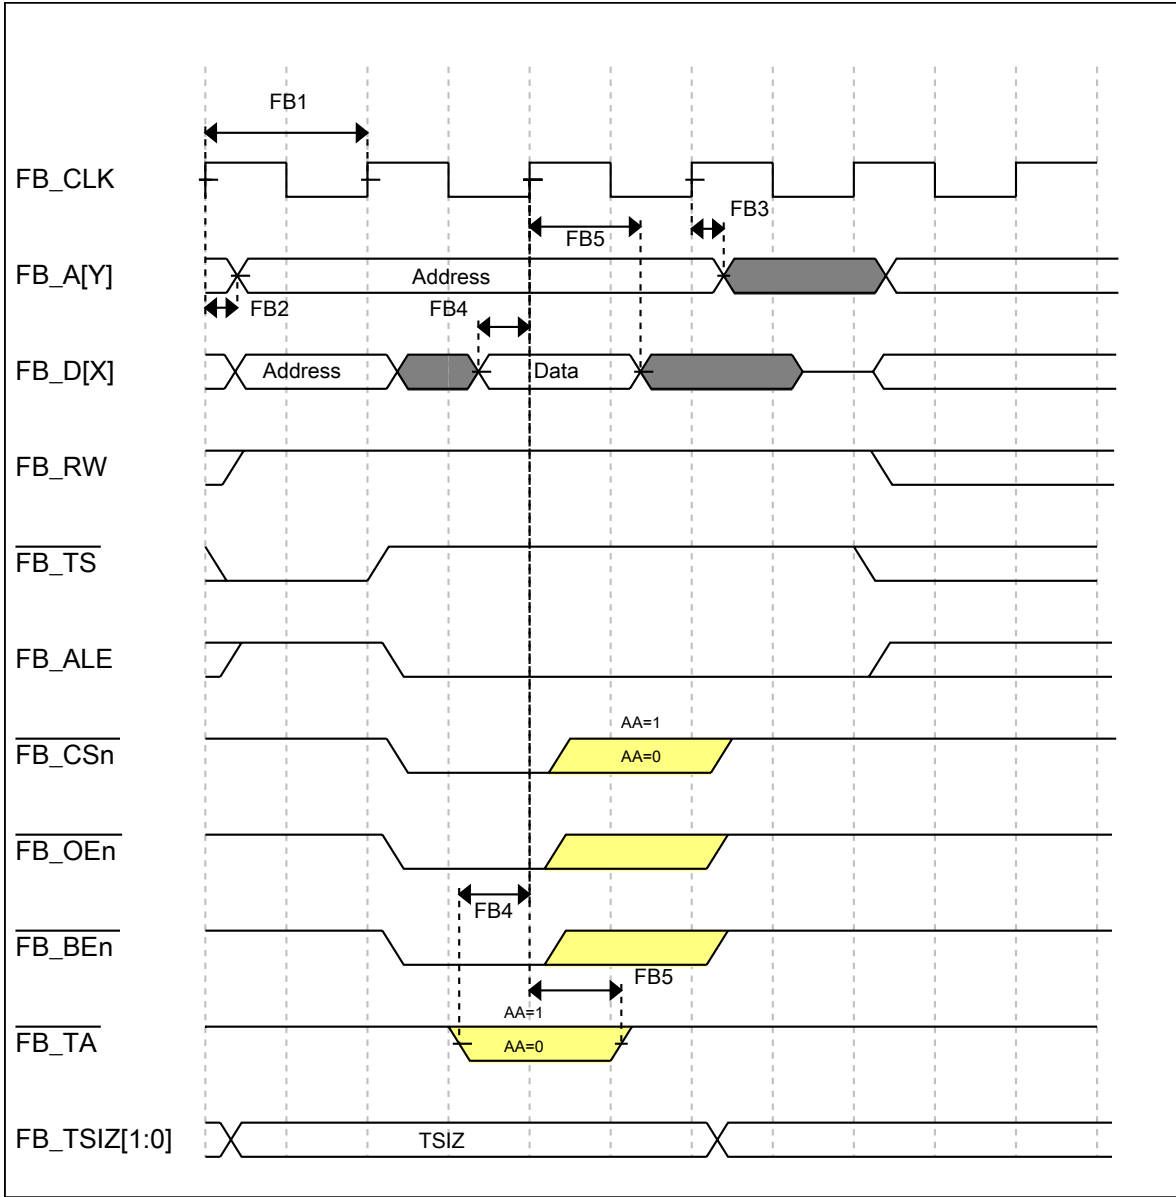 FB1
FB_CLK
FB3
FB5
FB_A[Y]
Address
FB2
FB4
FB_D[X]
Address
Data
FB_RW
FB_TS
FB_ALE
AA=1
FB_CSn
AA=0
FB_OEn
FB4
FB_BEn
FB5
AA=1
FB_TA
AA=0
FB_TSIZ[1:0]
TSIZ